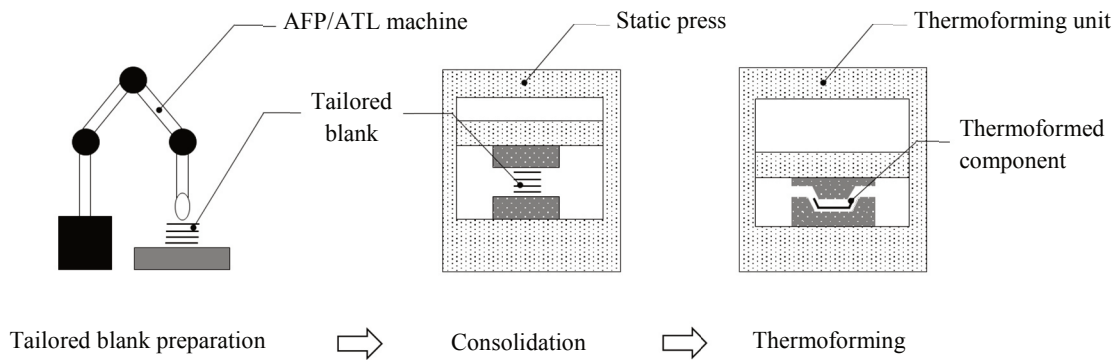 AFP/ATL machine
Static press
Thermoforming unit
Tailored
blank
Thermoformed
component
Tailored blank preparation
Consolidation
Thermoforming